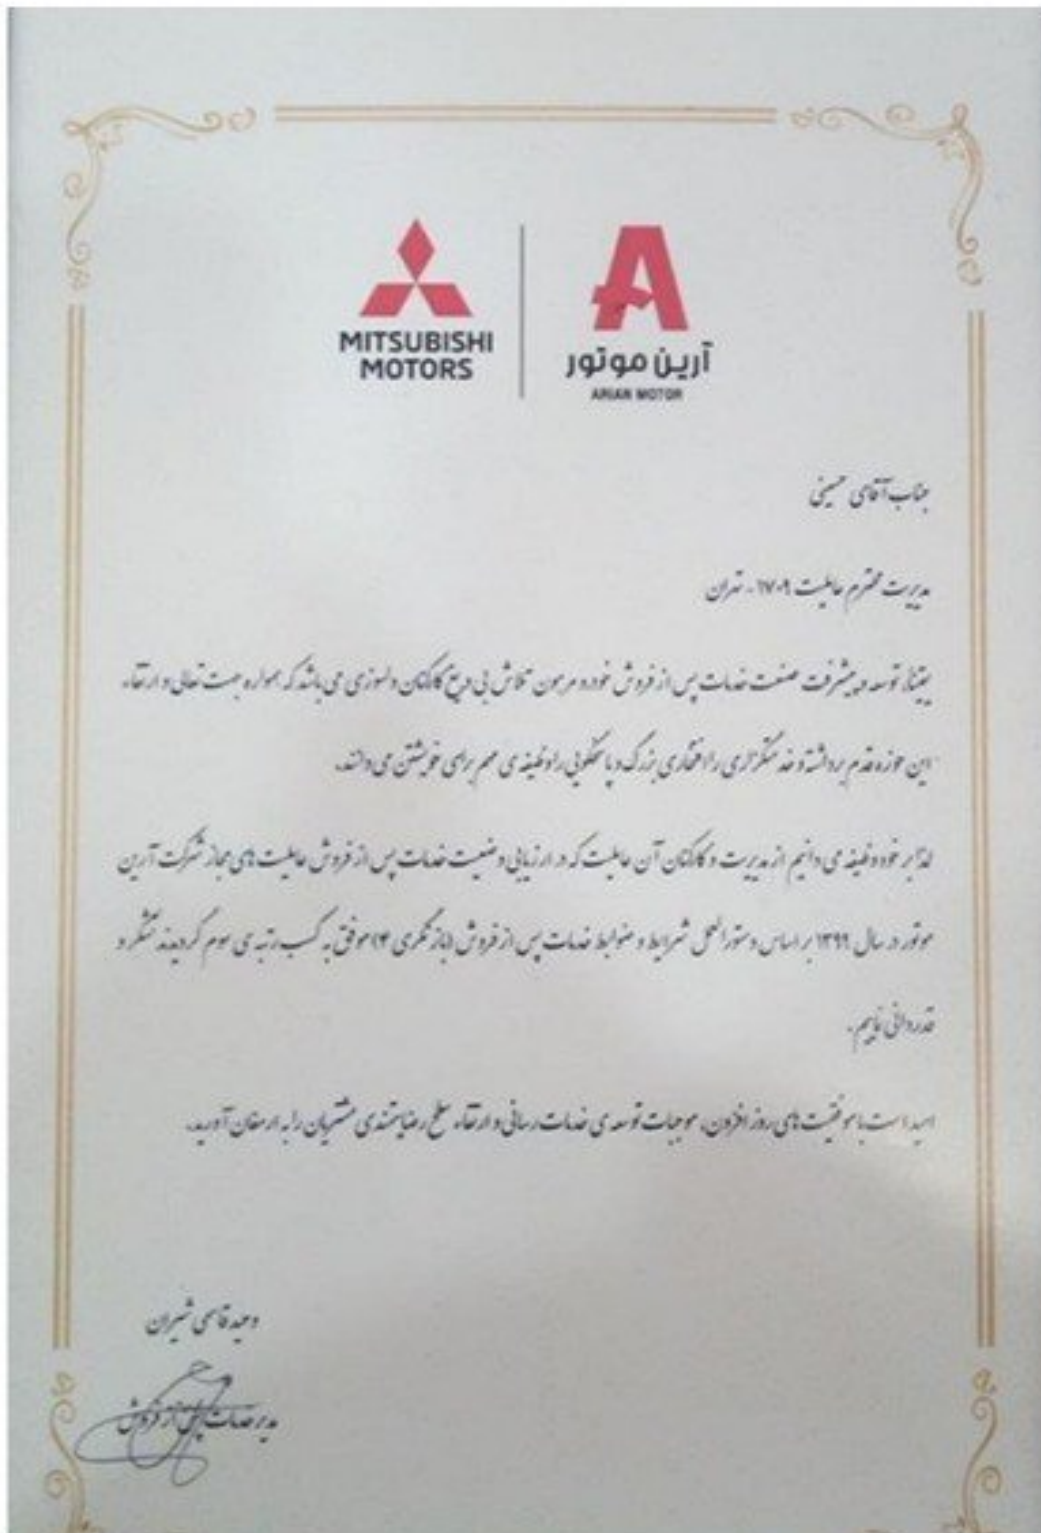 MITSUBISHI
MOTORS
آرین موتور
ARIAN MOTOR
جناب آقای حسینی
مدیریت محترم عاملیت ۱۷۰۹ - تهران
یقیناً توسعه و پیشرفت صنعت خدمات پس از فروش خودرو مرهون تلاش بی دریغ کارکنان دلسوزی می باشد که همواره جهت تعالی و ارتقاء
این حوزه قدم برداشته و خدمتگزاری را افتخاری بزرگ و پاسخگویی را وظیفه ی مهم برای خویشتن می دانند.
لذا بر خود وظیفه می دانیم از مدیریت و کارکنان آن عاملیت که در ارزیابی وضعیت خدمات پس از فروش عاملیت های مجاز شرکت آرین
موتور در سال ۱۳۹۹ بر اساس دستورالعمل شرایط و ضوابط خدمات پس از فروش (بازنگری ۴) موفق به کسب رتبه ی سوم گردیدند تشکر و
قدردانی نماییم.
امید است با موفقیت های روز افزون، موجبات توسعه ی خدمات رسانی و ارتقاء سطح رضایتمندی مشتریان را به ارمغان آورید.
وحید قاسمی شمیران
مدیر خدمات پس از فروش